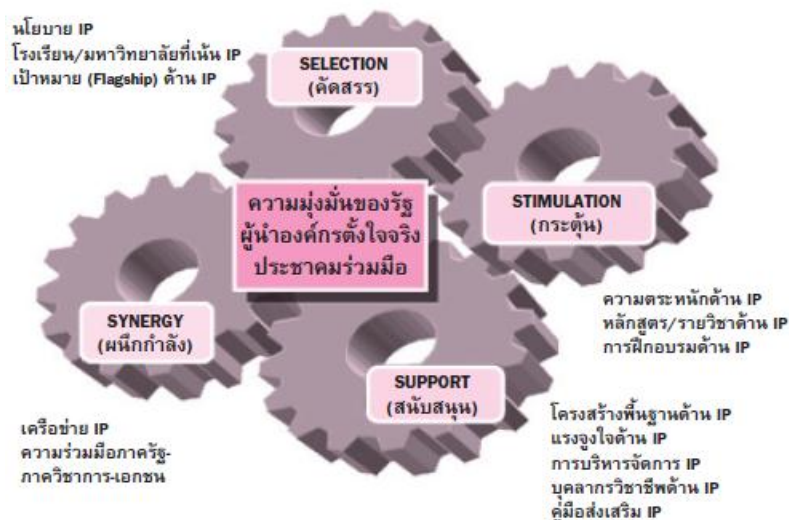 นโยบาย IP
โรงเรียน/มหาวิทยาลัยที่เน้น IP
เป้าหมาย (Flagship) ด้าน IP
SELECTION
(คัดสรร)
STIMULATION
(กระตุ้น)
ความมุ่งมั่นของรัฐ
ผู้นำองค์กรตั้งใจจริง
ประชาคมร่วมมือ
ความตระหนักด้าน IP
หลักสูตร/รายวิชาด้าน IP
การฝึกอบรมด้าน IP
SYNERGY
(ผนึกกำลัง)
SUPPORT
(สนับสนุน)
เครือข่าย IP
ความร่วมมือภาครัฐ-
ภาควิชาการ-เอกชน
โครงสร้างพื้นฐานด้าน IP
แรงจูงใจด้าน IP
การบริหารจัดการ IP
บุคลากรวิชาชีพด้าน IP
คู่มือส่งเสริม IP